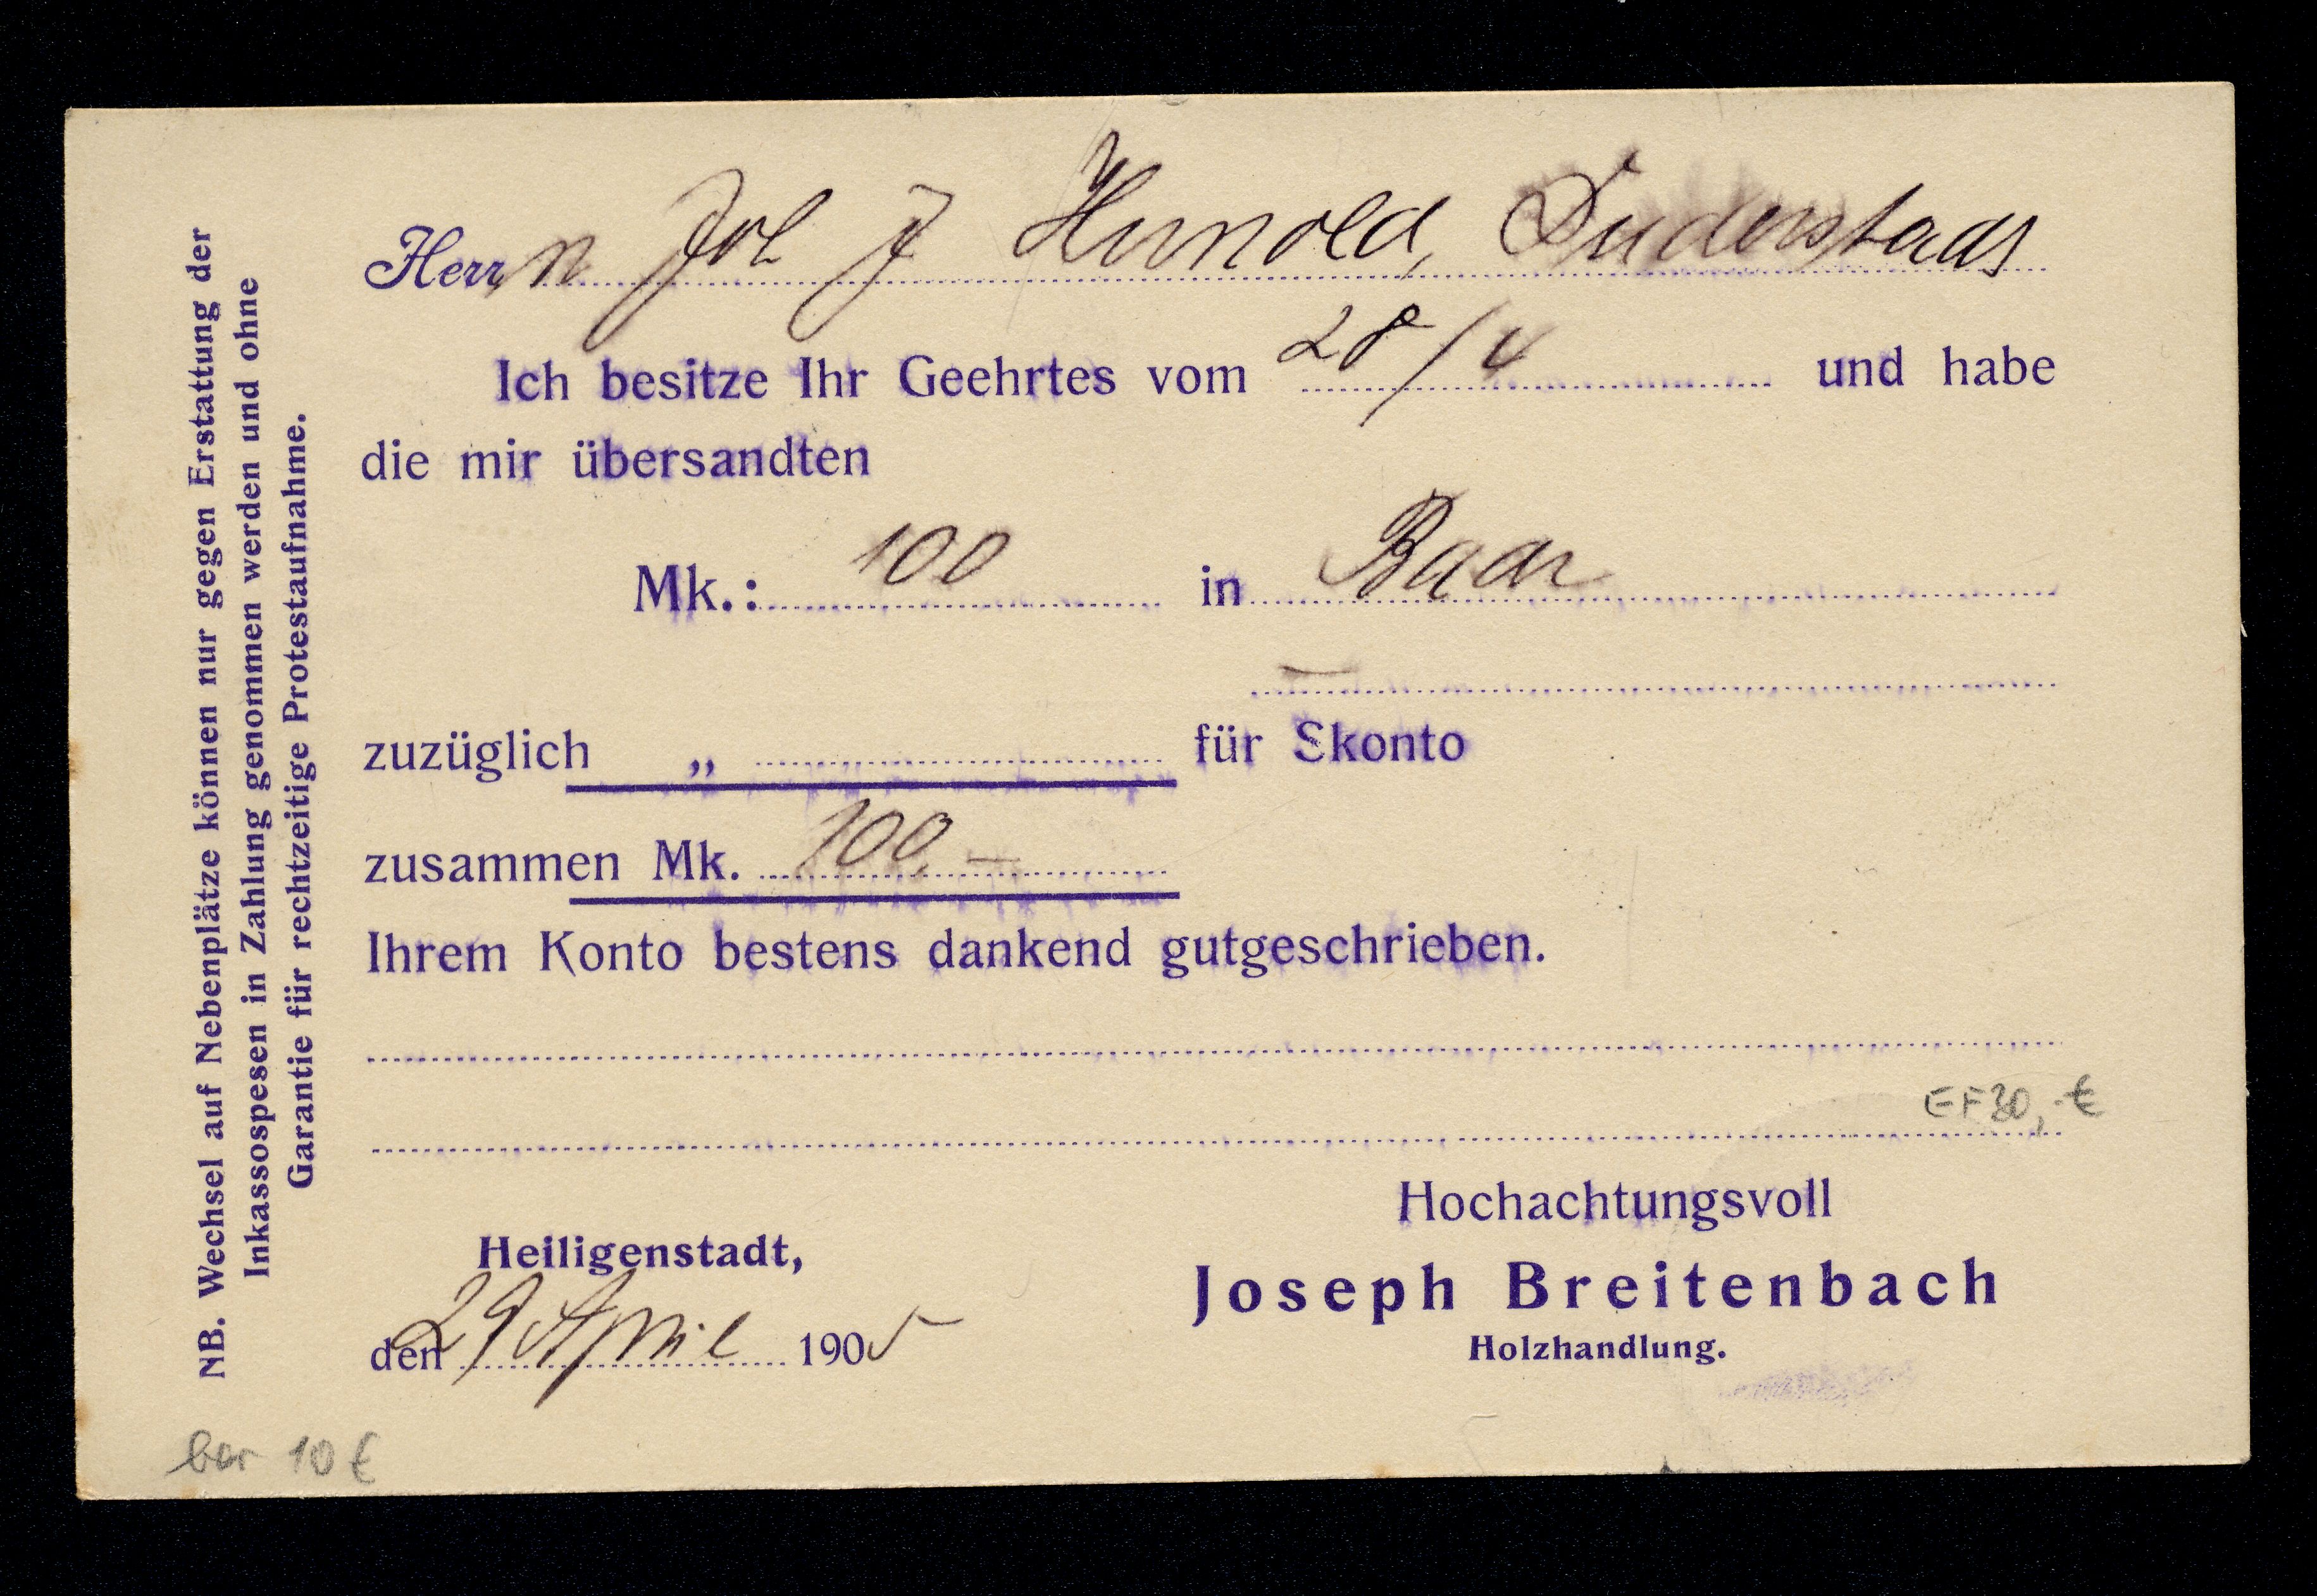 Herrn Joh J Hunold, Duderstadt
Ich besitze Ihr Geehrtes vom 28/4 und habe
die mir übersandten
Mk.: 100 in Baar
—
zuzüglich „ für Skonto
zusammen Mk. 100,—
Ihrem Konto bestens dankend gutgeschrieben.
EF 30,-€
Hochachtungsvoll
Heiligenstadt,
Joseph Breitenbach
den 29 April 1905
Holzhandlung.
NB. Wechsel auf Nebenplätze können nur gegen Erstattung der
Inkassospesen in Zahlung genommen werden und ohne
Garantie für rechtzeitige Protestaufnahme.
bar 10 €